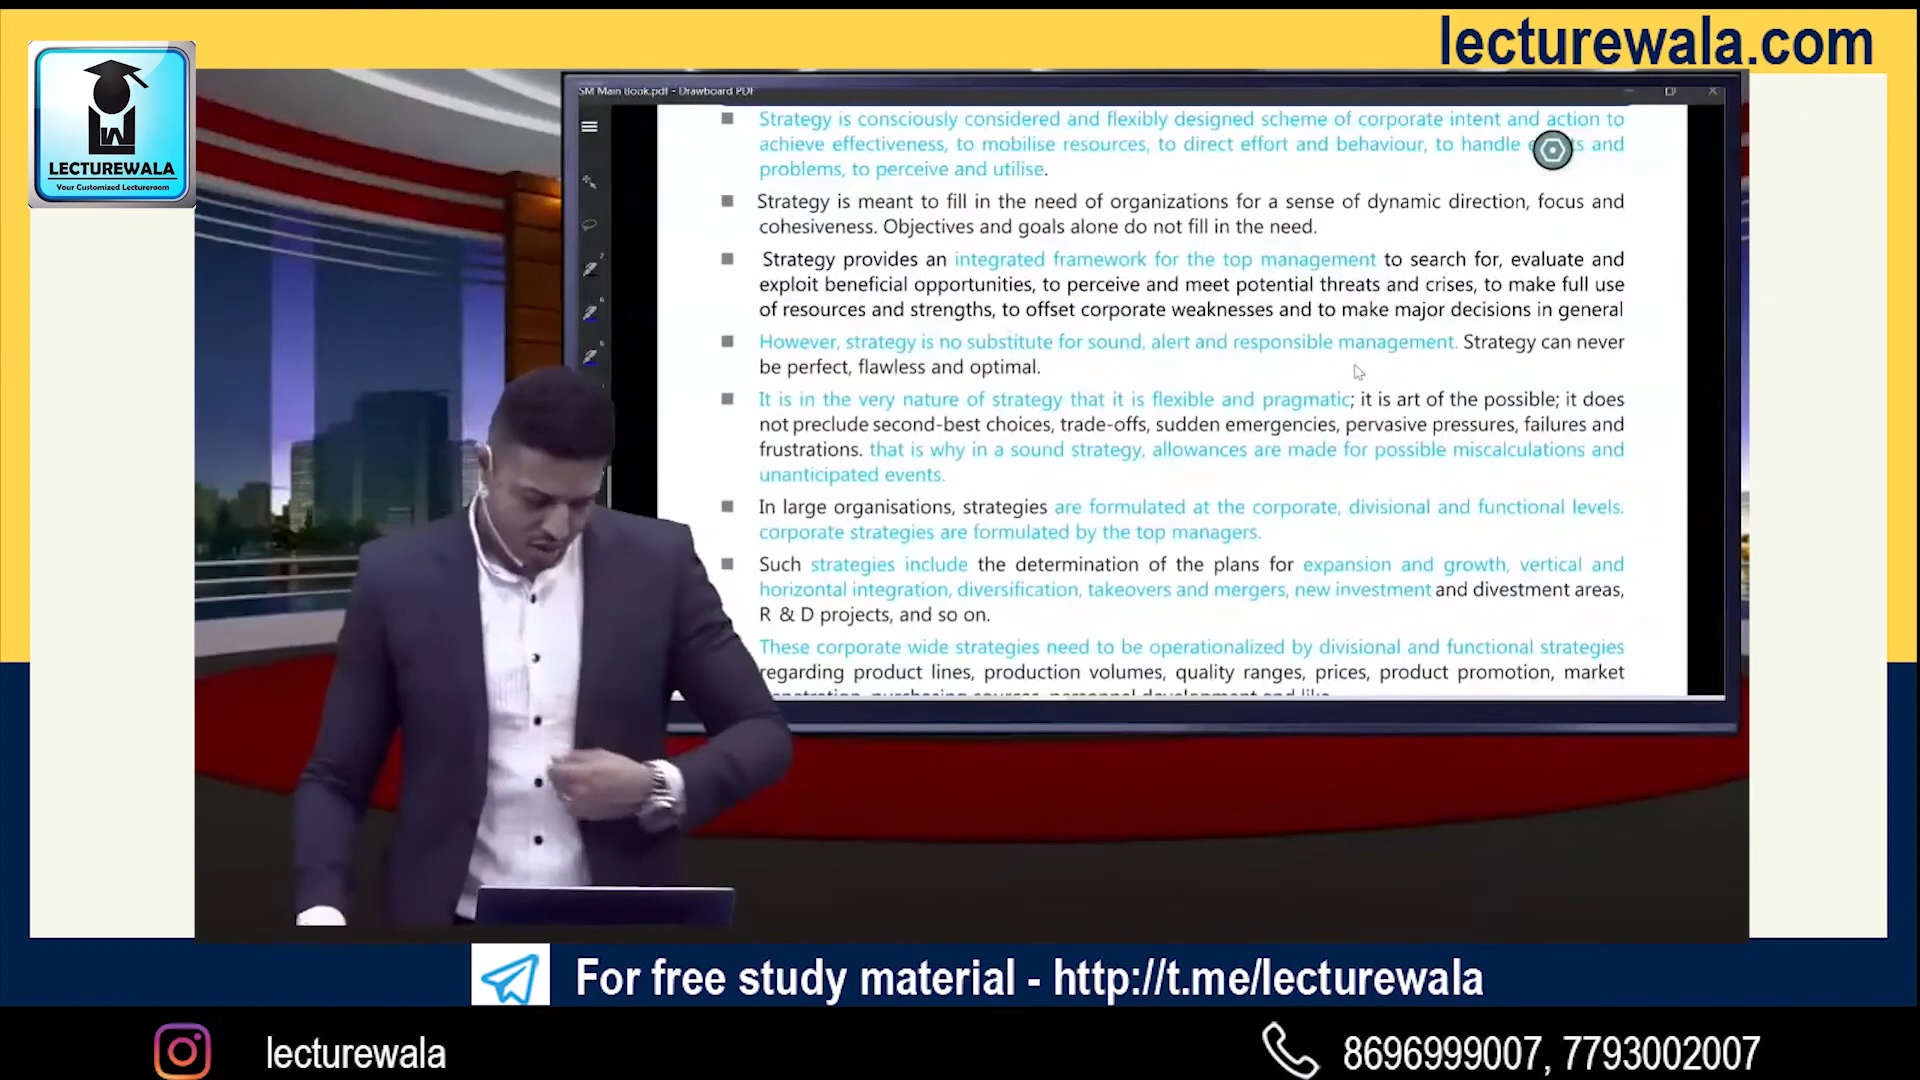 lecturewala.com
LW
LECTUREWALA
Your Customized Lectureroom
SM Main Book.pdf - Drawboard PDF
■ Strategy is consciously considered and flexibly designed scheme of corporate intent and action to
achieve effectiveness, to mobilise resources, to direct effort and behaviour, to handle and
problems, to perceive and utilise.
■ Strategy is meant to fill in the need of organizations for a sense of dynamic direction, focus and
cohesiveness. Objectives and goals alone do not fill in the need.
■ Strategy provides an integrated framework for the top management to search for, evaluate and
exploit beneficial opportunities, to perceive and meet potential threats and crises, to make full use
of resources and strengths, to offset corporate weaknesses and to make major decisions in general
■ However, strategy is no substitute for sound, alert and responsible management. Strategy can never
be perfect, flawless and optimal.
■ It is in the very nature of strategy that it is flexible and pragmatic; it is art of the possible; it does
not preclude second-best choices, trade-offs, sudden emergencies, pervasive pressures, failures and
frustrations. that is why in a sound strategy, allowances are made for possible miscalculations and
unanticipated events.
■ In large organisations, strategies are formulated at the corporate, divisional and functional levels.
corporate strategies are formulated by the top managers.
■ Such strategies include the determination of the plans for expansion and growth, vertical and
horizontal integration, diversification, takeovers and mergers, new investment and divestment areas,
R & D projects, and so on.
These corporate wide strategies need to be operationalized by divisional and functional strategies
regarding product lines, production volumes, quality ranges, prices, product promotion, market
For free study material - http://t.me/lecturewala
lecturewala
8696999007, 7793002007